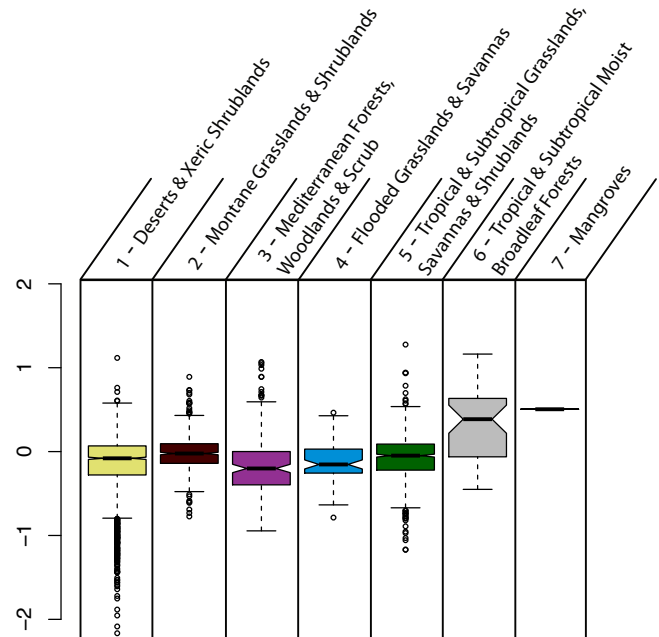 1 - Deserts & Xeric Shrublands
2 - Montane Grasslands & Shrublands
3 - Mediterranean Forests,
Woodlands & Scrub
4 - Flooded Grasslands & Savannas
5 - Tropical & Subtropical Grasslands,
Savannas & Shrublands
6 - Tropical & Subtropical Moist
Broadleaf Forests
7 - Mangroves
2
1
0
-1
-2